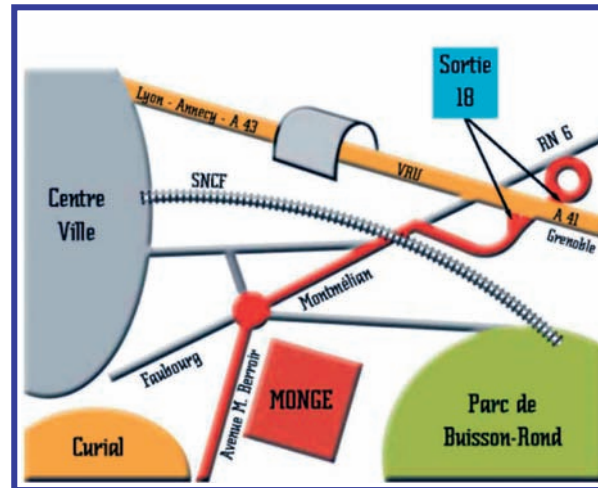 Sortie
18
Lyon - Annecy - A 43
RN 6
VRU
SNCF
A 41
Grenoble
Centre
Ville
Montmélian
Faubourg
Avenue M. Berroir
MONGE
Parc de
Buisson-Rond
Curial